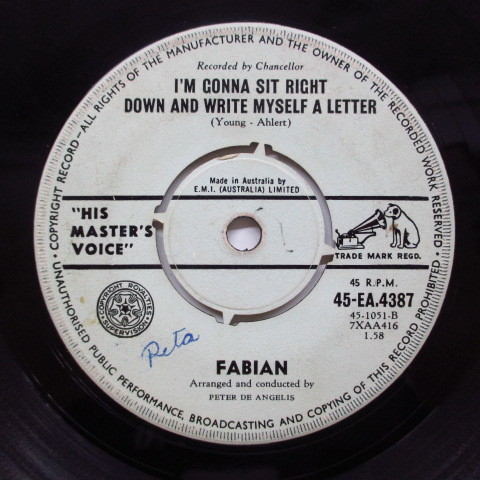 COPYRIGHT RECORD—ALL RIGHTS OF THE MANUFACTURER AND THE OWNER OF THE RECORDED WORK RESERVED
Recorded by Chancellor
I'M GONNA SIT RIGHT
DOWN AND WRITE MYSELF A LETTER
(Young - Ahlert)
Made in Australia by
E.M.I. (AUSTRALIA) LIMITED
"HIS
MASTER'S
VOICE"
TRADE MARK REGD.
45 R.P.M.
45-EA.4387
45-1051-B
7XAA416
1.58
COPYRIGHT ROYALTIES
SUPERVISION
Peta
FABIAN
Arranged and conducted by
PETER DE ANGELIS
UNAUTHORISED PUBLIC PERFORMANCE, BROADCASTING AND COPYING OF THIS RECORD PROHIBITED